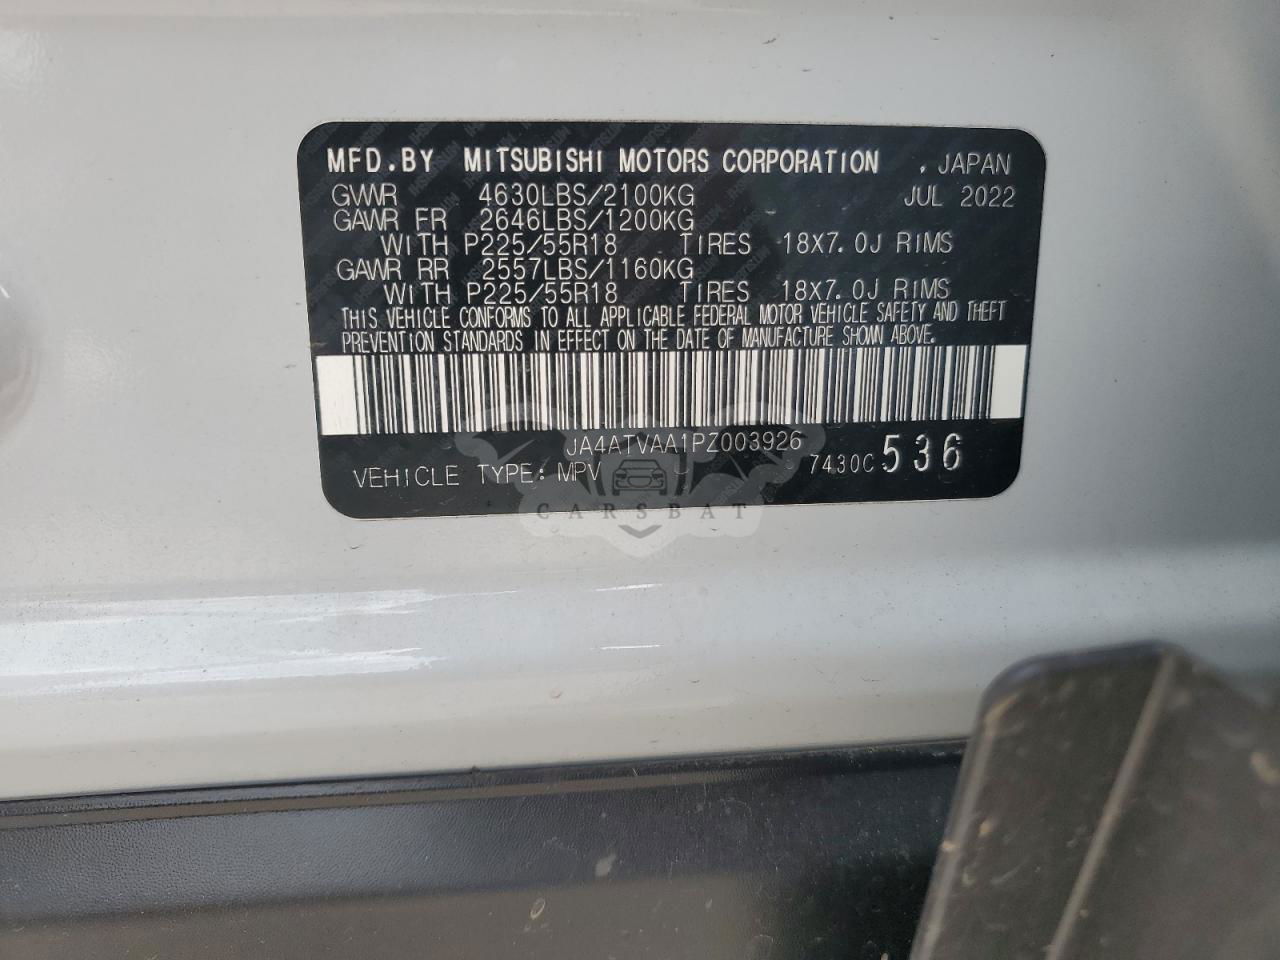 MFD.BY MITSUBISHI MOTORS CORPORATION . JAPAN
GVWR 4630LBS/2100KG JUL 2022
GAWR FR 2646LBS/1200KG
WITH P225/55R18 TIRES 18X7.0J RIMS
GAWR RR 2557LBS/1160KG
WITH P225/55R18 TIRES 18X7.0J RIMS
THIS VEHICLE CONFORMS TO ALL APPLICABLE FEDERAL MOTOR VEHICLE SAFETY AND THEFT
PREVENTION STANDARDS IN EFFECT ON THE DATE OF MANUFACTURE SHOWN ABOVE.
JA4ATVAA1PZ003926
VEHICLE TYPE: MPV 7430C 536
CARSBAT